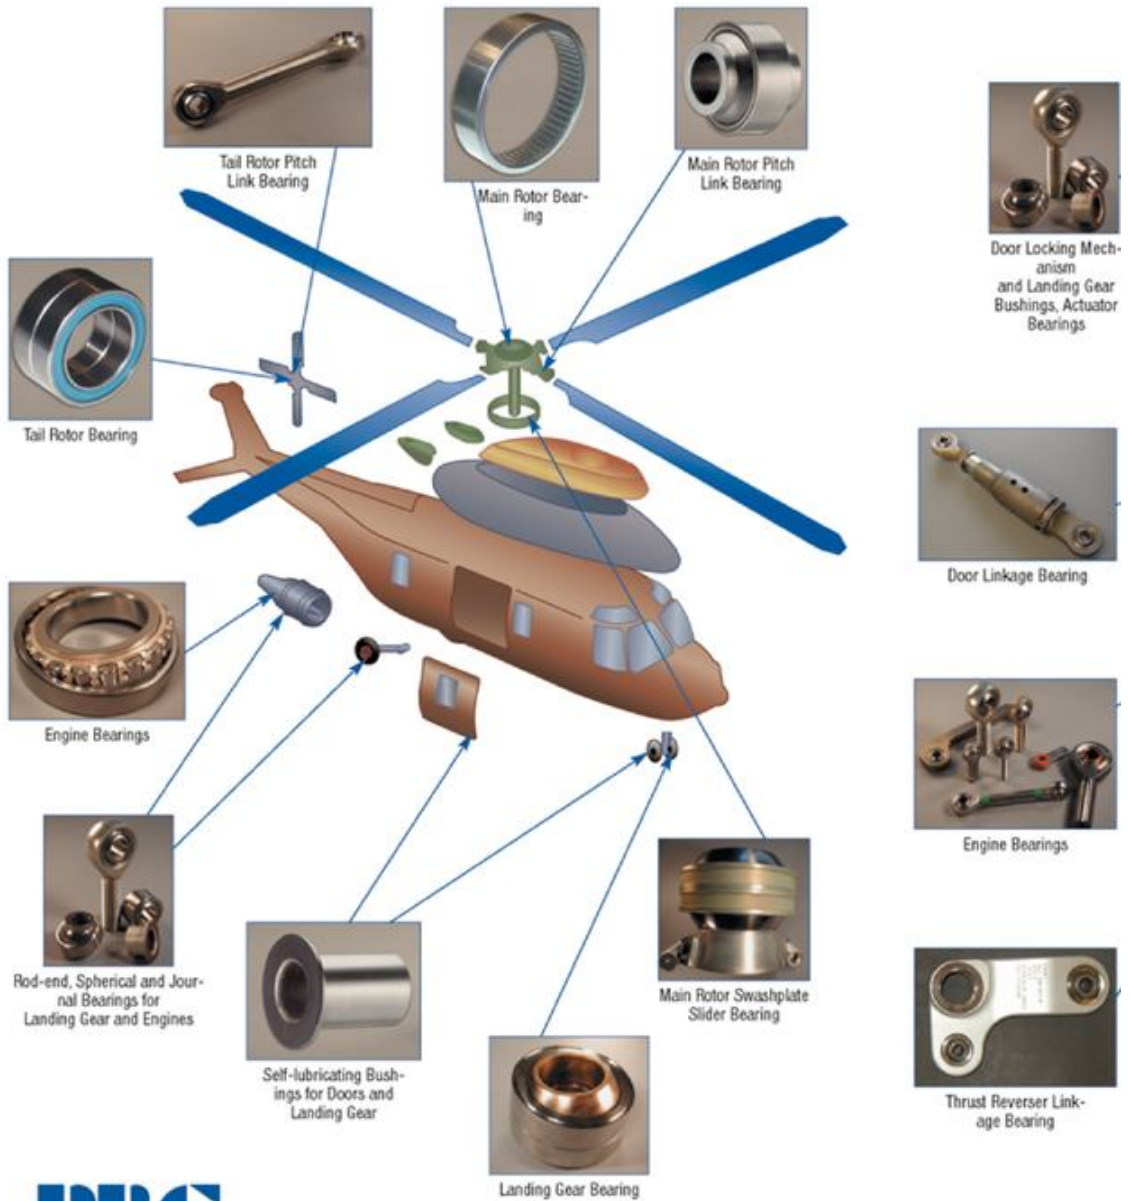 Tail Rotor Pitch
Link Bearing
Main Rotor Bear-
ing
Main Rotor Pitch
Link Bearing
Door Locking Mech-
anism
and Landing Gear
Bushings, Actuator
Bearings
Tail Rotor Bearing
Door Linkage Bearing
Engine Bearings
Engine Bearings
Rod-end, Spherical and Jour-
nal Bearings for
Landing Gear and Engines
Self-lubricating Bush-
ings for Doors and
Landing Gear
Main Rotor Swashplate
Slider Bearing
Thrust Reverser Link-
age Bearing
Landing Gear Bearing